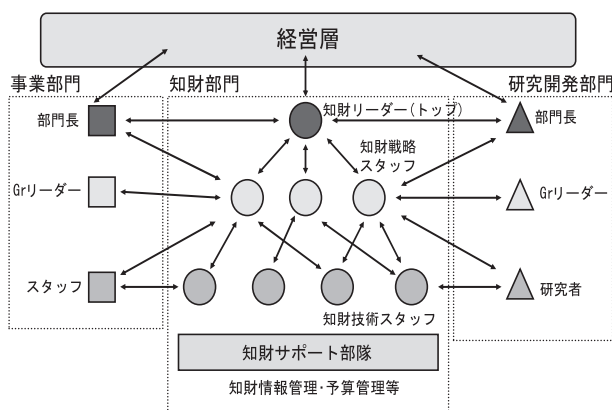 経営層
事業部門
知財部門
研究開発部門
部門長
知財リーダー(トップ)
部門長
知財戦略
スタッフ
Grリーダー
Grリーダー
スタッフ
研究者
知財技術スタッフ
知財サポート部隊
知財情報管理・予算管理等